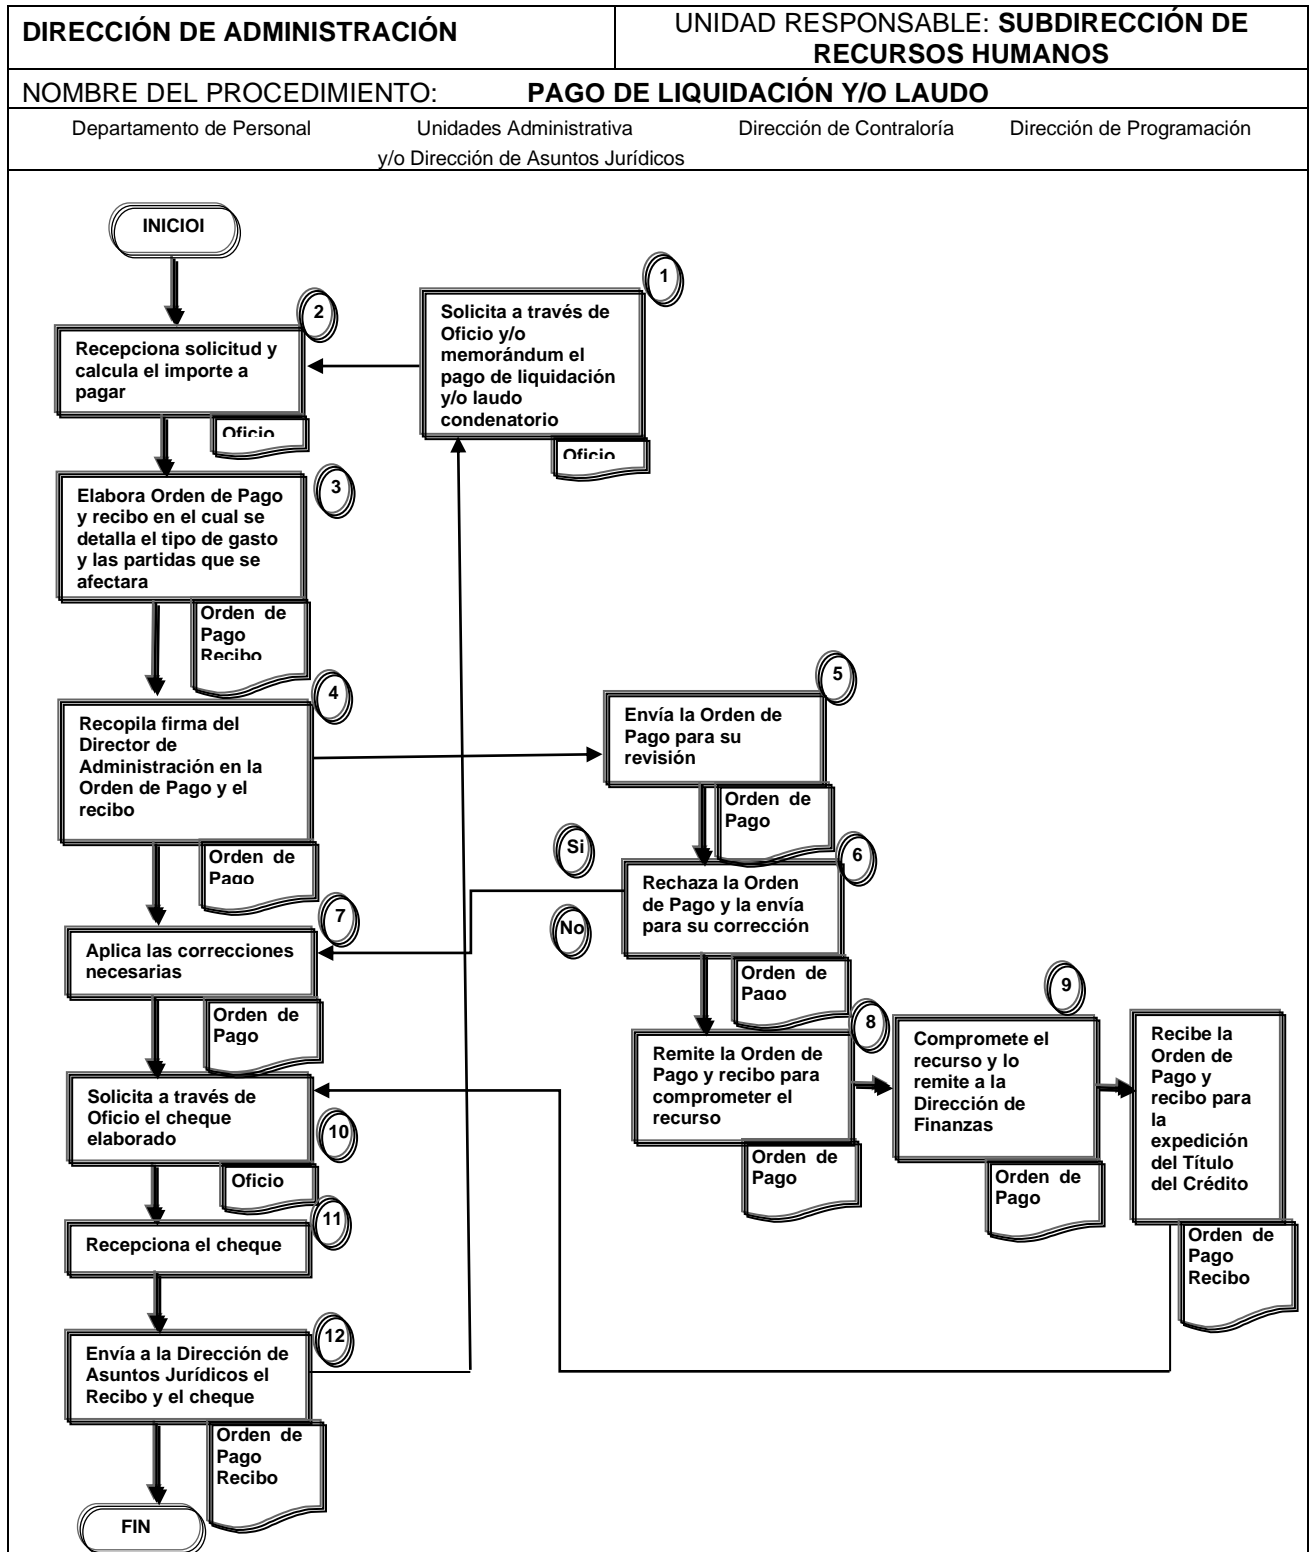 DIRECCIÓN DE ADMINISTRACIÓN
UNIDAD RESPONSABLE: SUBDIRECCIÓN DE
RECURSOS HUMANOS
NOMBRE DEL PROCEDIMIENTO: PAGO DE LIQUIDACIÓN Y/O LAUDO
Departamento de Personal
Unidades Administrativa
y/o Dirección de Asuntos Jurídicos
Dirección de Contraloría
Dirección de Programación
INICIOI
1
Solicita a través de
Oficio y/o
memorándum el
pago de liquidación
y/o laudo
condenatorio
Oficio
2
Recepciona solicitud y
calcula el importe a
pagar
Oficio
3
Elabora Orden de Pago
y recibo en el cual se
detalla el tipo de gasto
y las partidas que se
afectara
Orden de
Pago
Recibo
4
Recopila firma del
Director de
Administración en la
Orden de Pago y el
recibo
Orden de
Pago
5
Envía la Orden de
Pago para su
revisión
Orden de
Pago
Si
No
6
Rechaza la Orden
de Pago y la envía
para su corrección
Orden de
Pago
7
Aplica las correcciones
necesarias
Orden de
Pago
8
Remite la Orden de
Pago y recibo para
comprometer el
recurso
Orden de
Pago
9
Compromete el
recurso y lo
remite a la
Dirección de
Finanzas
Orden de
Pago
Recibe la
Orden de
Pago y
recibo para
la
expedición
del Título
del Crédito
Orden de
Pago
Recibo
Solicita a través de
Oficio el cheque
elaborado
10
Oficio
11
Recepciona el cheque
12
Envía a la Dirección de
Asuntos Jurídicos el
Recibo y el cheque
Orden de
Pago
Recibo
FIN